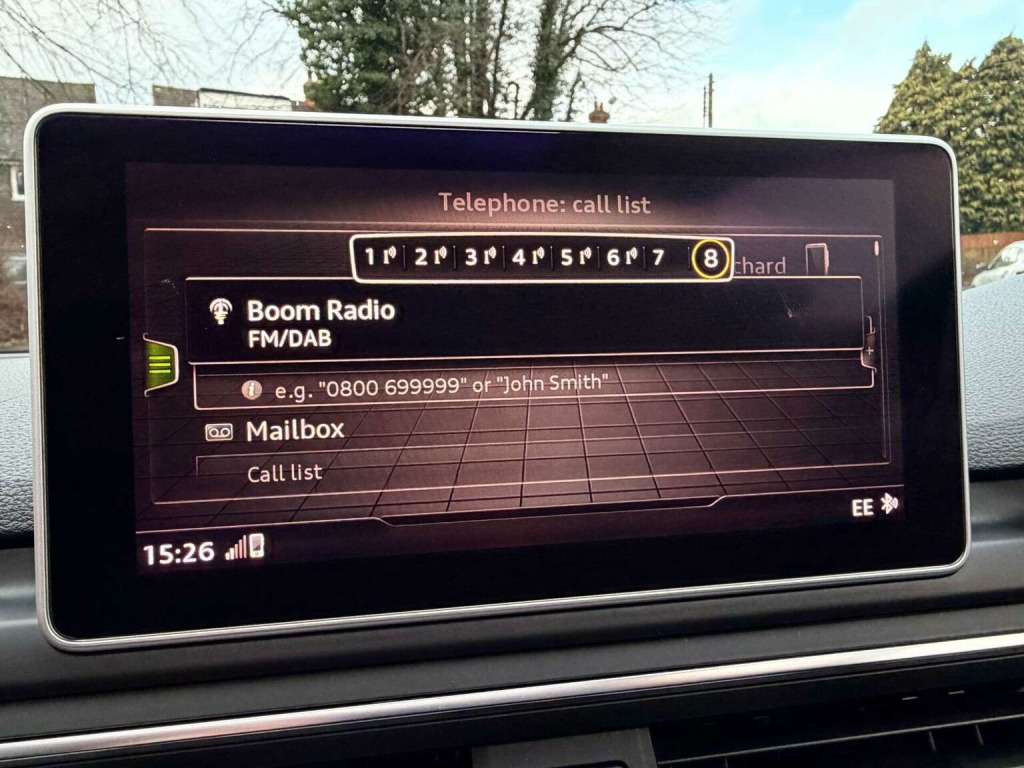 Telephone: call list
1 2 3 4 5 6 7 8
chard
Boom Radio
FM/DAB
i e.g. "0800 699999" or "John Smith"
Mailbox
Call list
15:26
EE